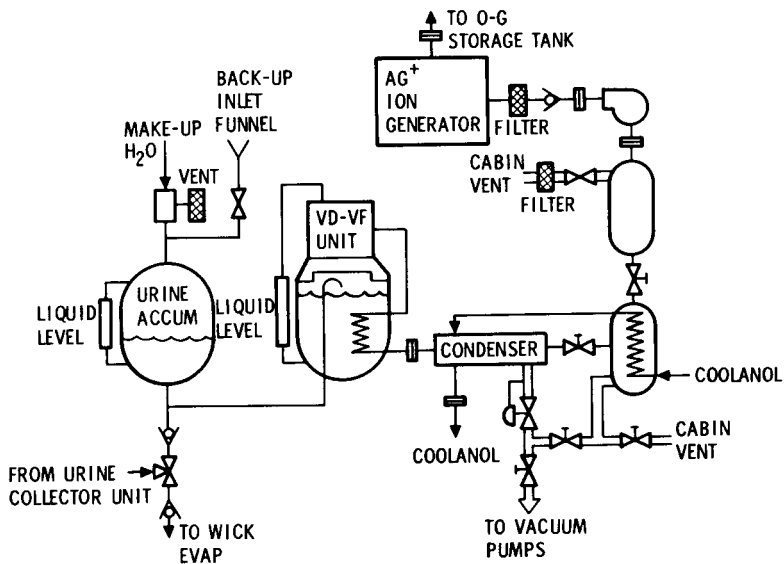 TO O-G
STORAGE TANK
AG+
ION
GENERATOR
FILTER
BACK-UP
INLET
FUNNEL
MAKE-UP
H2O
VENT
CABIN
VENT
FILTER
VD-VF
UNIT
URINE
ACCUM
LIQUID
LEVEL
LIQUID
LEVEL
CONDENSER
COOLANOL
COOLANOL
CABIN
VENT
FROM URINE
COLLECTOR UNIT
TO WICK
EVAP
TO VACUUM
PUMPS